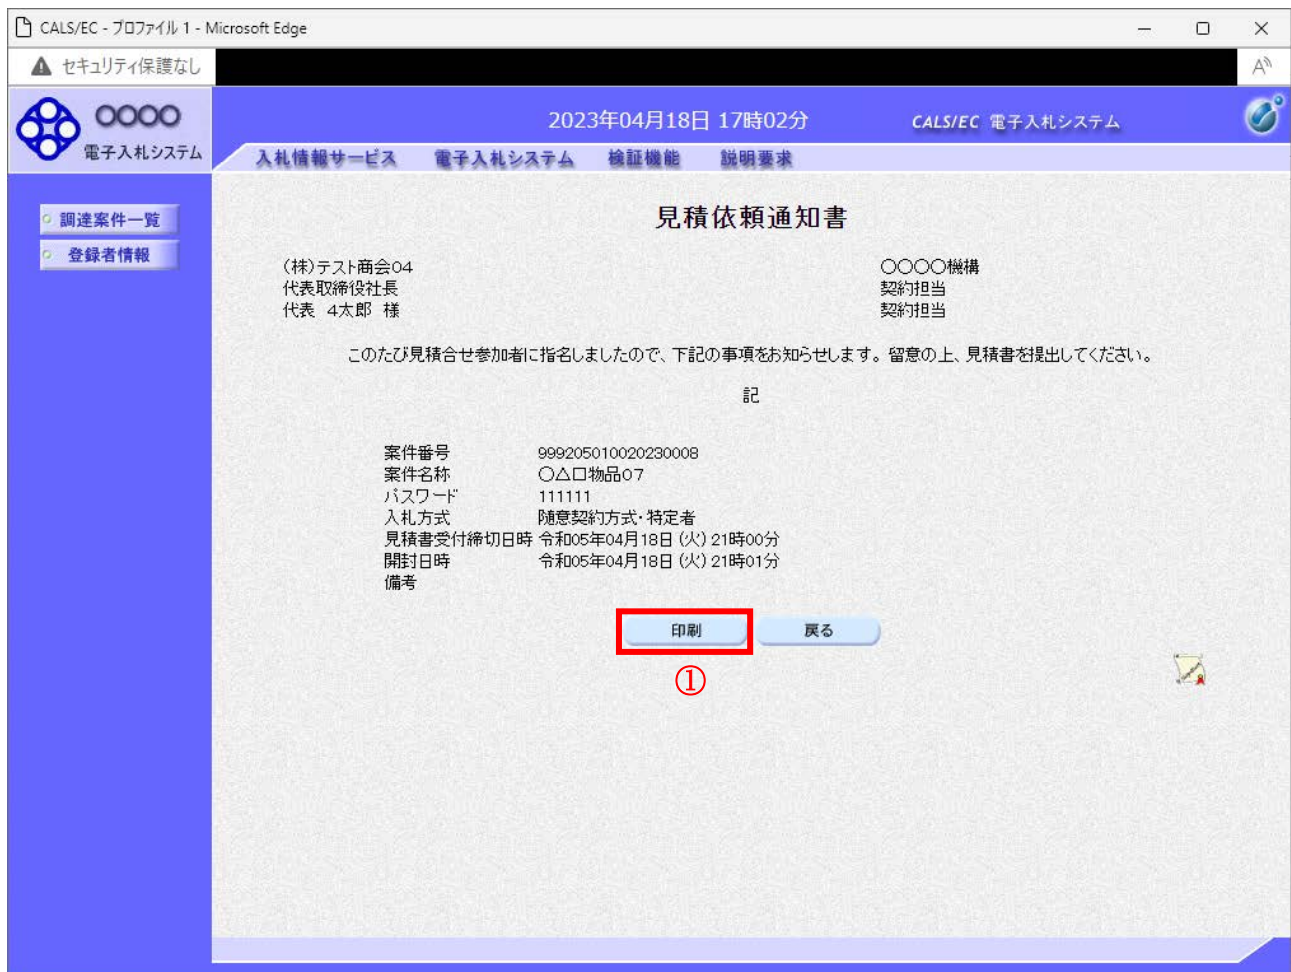 CALS/EC - プロファイル 1 - Microsoft Edge
セキュリティ保護なし
○○○○
電子入札システム
2023年04月18日 17時02分
CALS/EC 電子入札システム
入札情報サービス 電子入札システム 検証機能 説明要求
調達案件一覧
登録者情報
見積依頼通知書
(株)テスト商会04
代表取締役社長
代表 4太郎 様
○○○○機構
契約担当
契約担当
このたび見積合せ参加者に指名しましたので、下記の事項をお知らせします。留意の上、見積書を提出してください。
記
案件番号 999205010020230008
案件名称 ○△□物品07
パスワード 111111
入札方式 随意契約方式・特定者
見積書受付締切日時 令和05年04月18日(火)21時00分
開封日時 令和05年04月18日(火)21時01分
備考
印刷 戻る
①